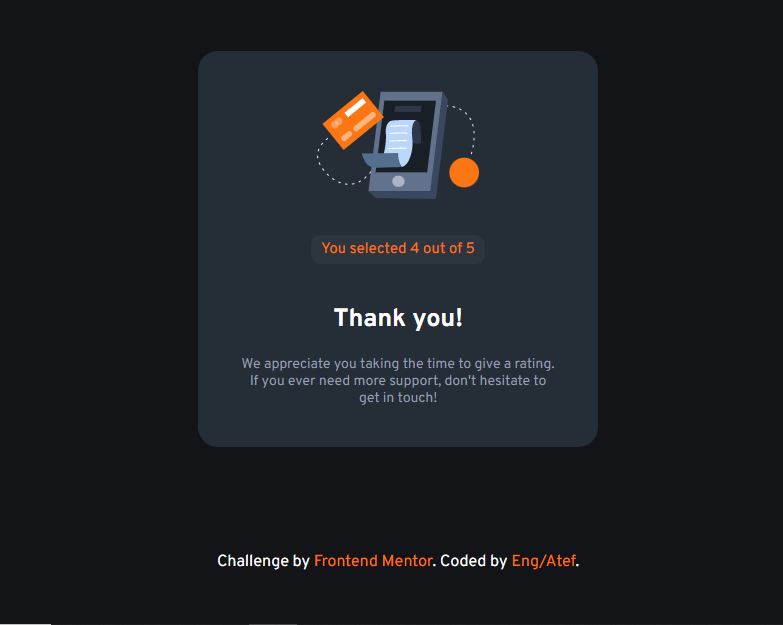 You selected 4 out of 5
Thank you!
We appreciate you taking the time to give a rating.
If you ever need more support, don't hesitate to
get in touch!
Challenge by Frontend Mentor. Coded by Eng/Atef.